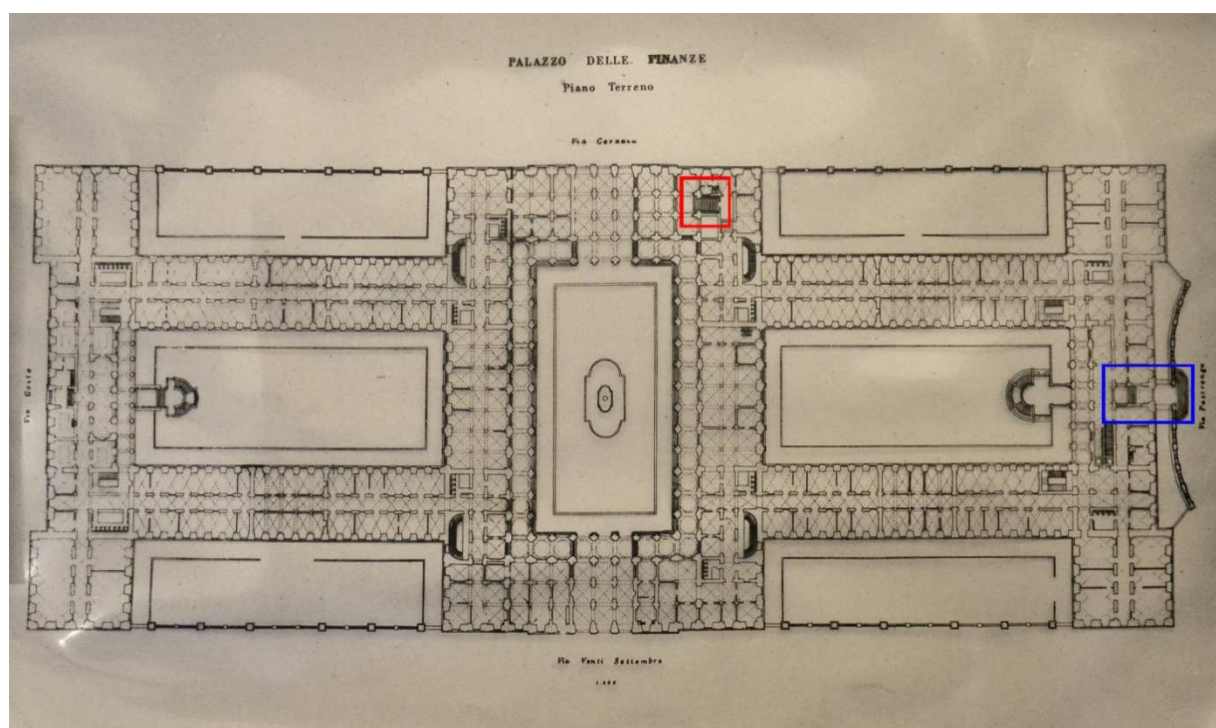 PALAZZO DELLE. FINANZE
Piano Terreno
Via Cernaia
Via Goito
Via Pastrengo
Via Venti Settembre